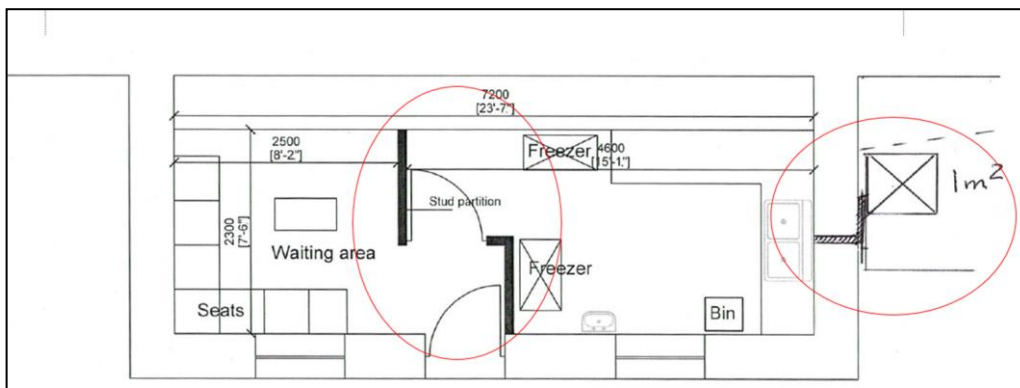 7200
[23'-7"]
2500
[8'-2"]
Freezer
4600
[15'-1"]
1m²
Stud partition
2300
7'-6"
Waiting area
Freezer
Seats
Bin